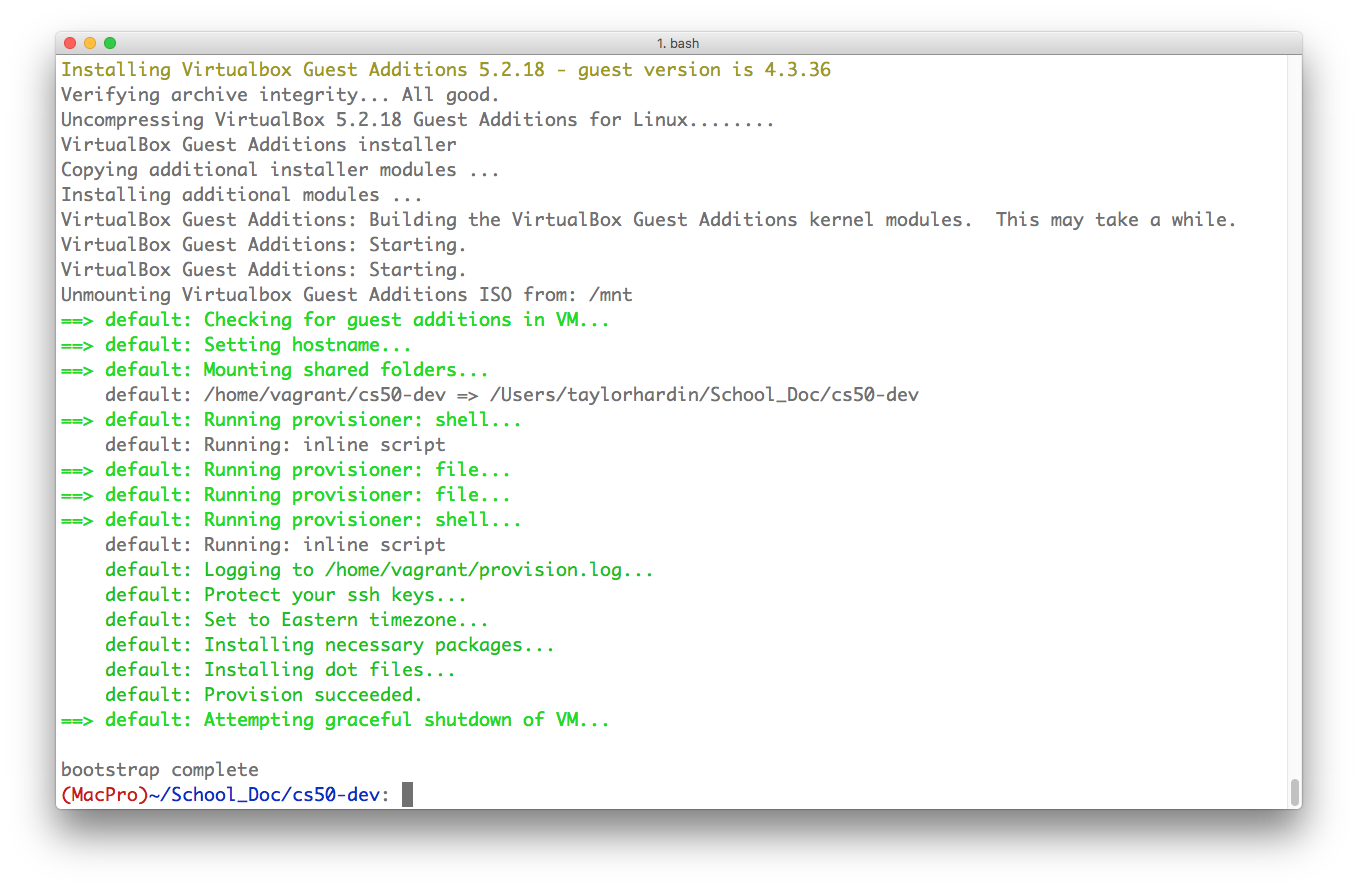 1. bash
Installing Virtualbox Guest Additions 5.2.18 - guest version is 4.3.36
Verifying archive integrity... All good.
Uncompressing VirtualBox 5.2.18 Guest Additions for Linux........
VirtualBox Guest Additions installer
Copying additional installer modules ...
Installing additional modules ...
VirtualBox Guest Additions: Building the VirtualBox Guest Additions kernel modules.  This may take a while.
VirtualBox Guest Additions: Starting.
VirtualBox Guest Additions: Starting.
Unmounting Virtualbox Guest Additions ISO from: /mnt
==> default: Checking for guest additions in VM...
==> default: Setting hostname...
==> default: Mounting shared folders...
    default: /home/vagrant/cs50-dev => /Users/taylorhardin/School_Doc/cs50-dev
==> default: Running provisioner: shell...
    default: Running: inline script
==> default: Running provisioner: file...
==> default: Running provisioner: file...
==> default: Running provisioner: shell...
    default: Running: inline script
    default: Logging to /home/vagrant/provision.log...
    default: Protect your ssh keys...
    default: Set to Eastern timezone...
    default: Installing necessary packages...
    default: Installing dot files...
    default: Provision succeeded.
==> default: Attempting graceful shutdown of VM...
bootstrap complete
(MacPro)~/School_Doc/cs50-dev: